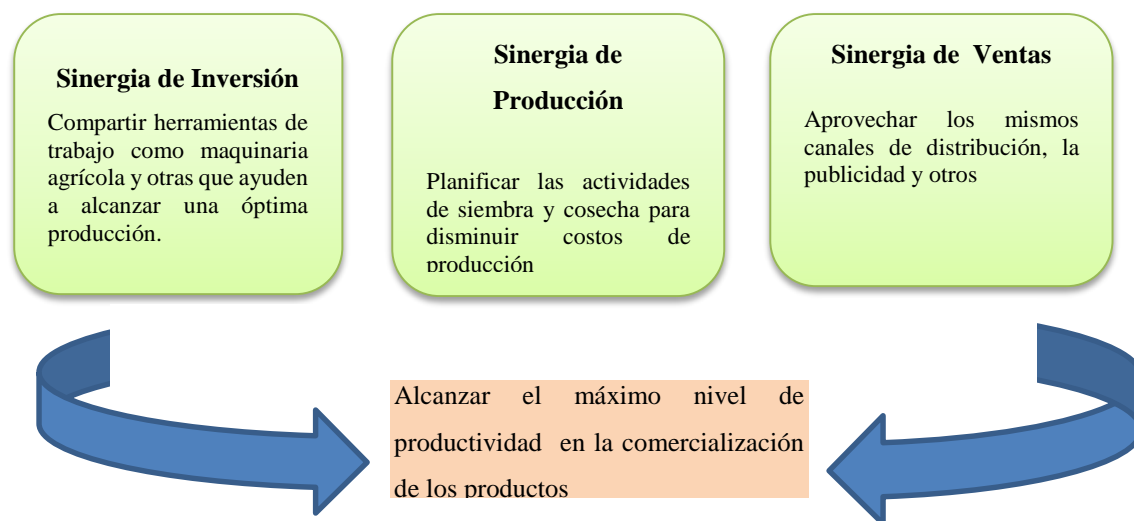 Sinergia de Inversión
Compartir herramientas de
trabajo como maquinaria
agrícola y otras que ayuden
a alcanzar una óptima
producción.
Sinergia de
Producción
Planificar las actividades
de siembra y cosecha para
disminuir costos de
producción
Sinergia de Ventas
Aprovechar los mismos
canales de distribución, la
publicidad y otros
Alcanzar el máximo nivel de
productividad en la comercialización
de los productos